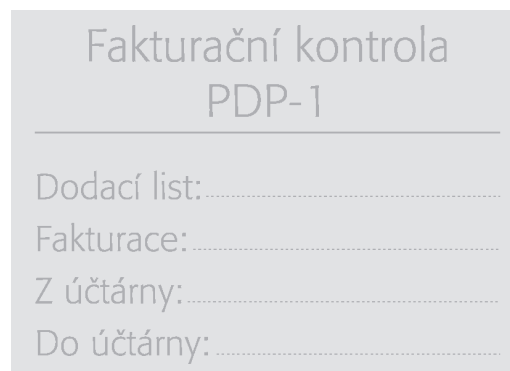 Fakturační kontrola
PDP-1
Dodací list:
Fakturace:
Z účtárny:
Do účtárny: